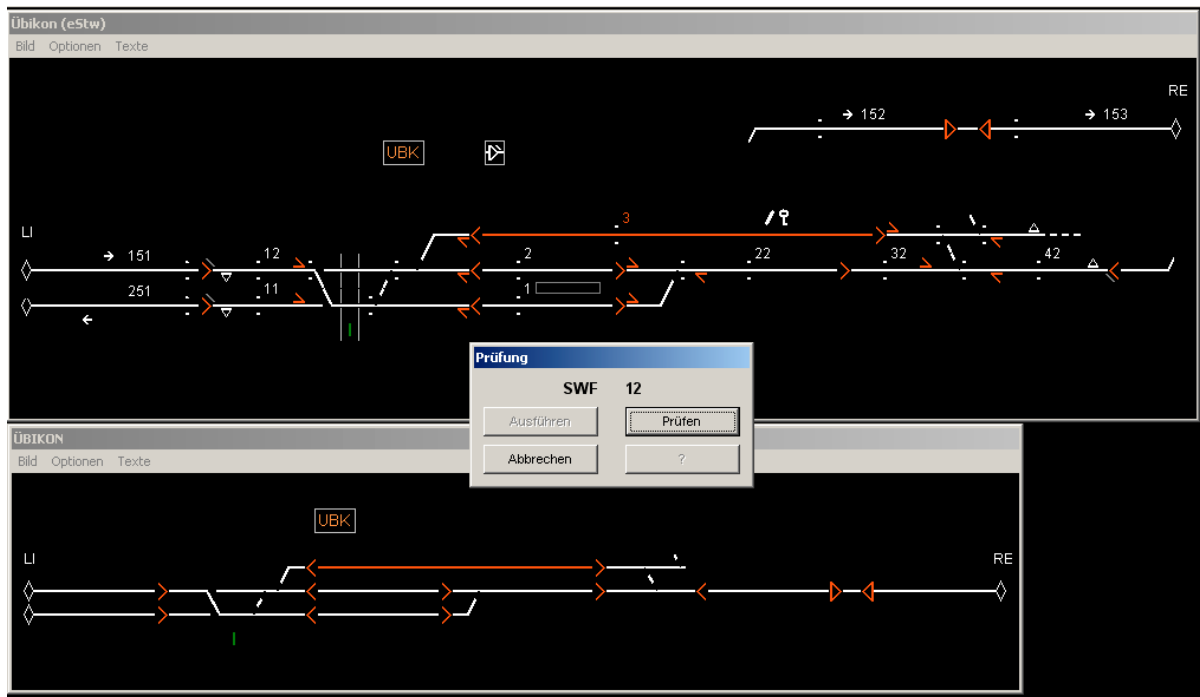 Übikon (eStw)
Bild Optionen Texte
RE
152 153
UBK
LI
3
151 12 2 22 32 42
251 11 1
Prüfung
SWF 12
Ausführen Prüfen
Abbrechen ?
ÜBIKON
Bild Optionen Texte
UBK
LI RE